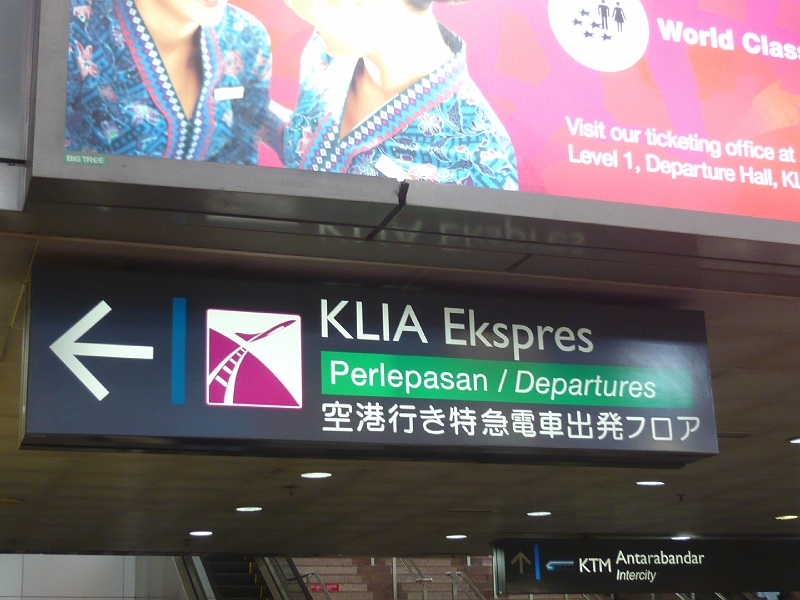 World Class
Visit our ticketing office at
Level 1, Departure Hall, KL
BIG TREE
KLIA Ekspres
Perlepasan / Departures
空港行き特急電車出発フロア
KTM Antarabandar
Intercity